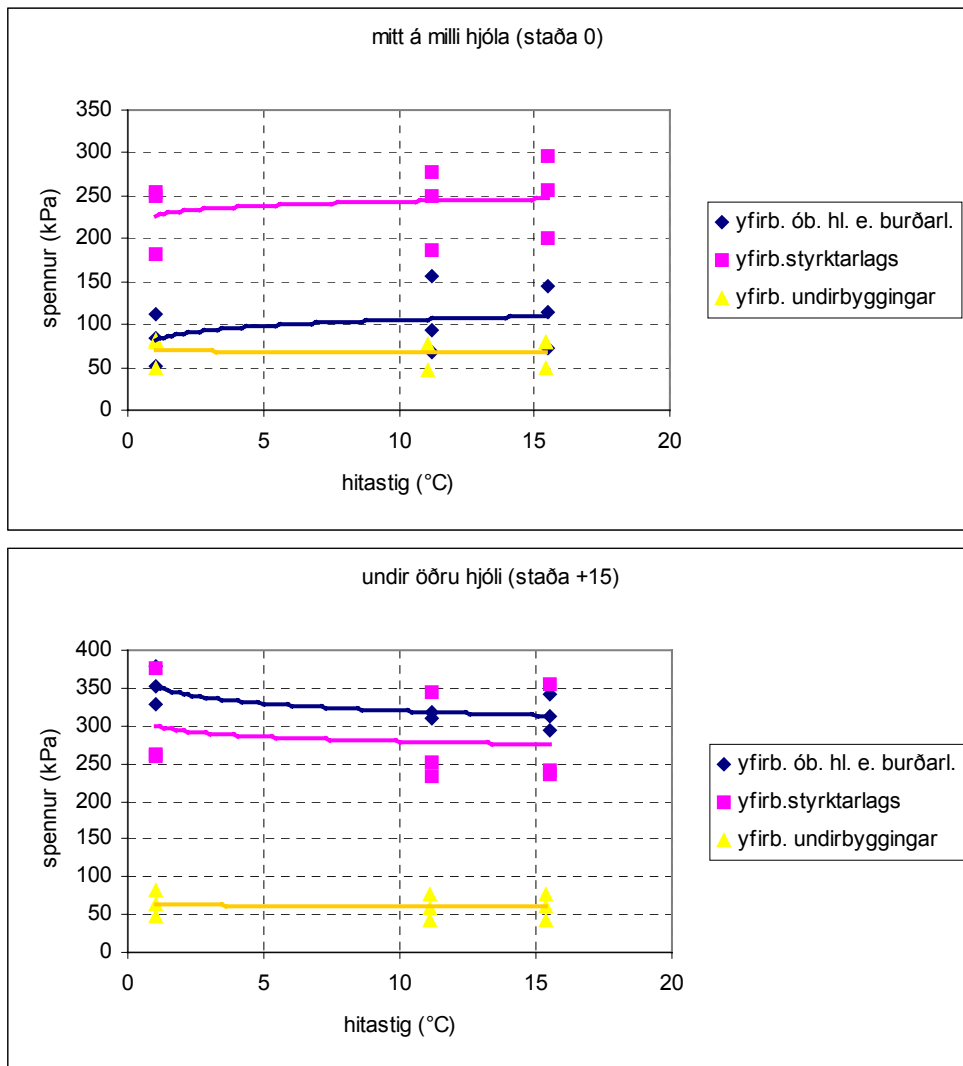 mitt á milli hjóla (staða 0)
350
300
250
200
150
100
50
0
spennur (kPa)
0 5 10 15 20
hitastig (°C)
yfirb. ób. hl. e. burðarl.
yfirb.styrktarlags
yfirb. undirbyggingar
undir öðru hjóli (staða +15)
400
350
300
250
200
150
100
50
0
spennur (kPa)
0 5 10 15 20
hitastig (°C)
yfirb. ób. hl. e. burðarl.
yfirb.styrktarlags
yfirb. undirbyggingar